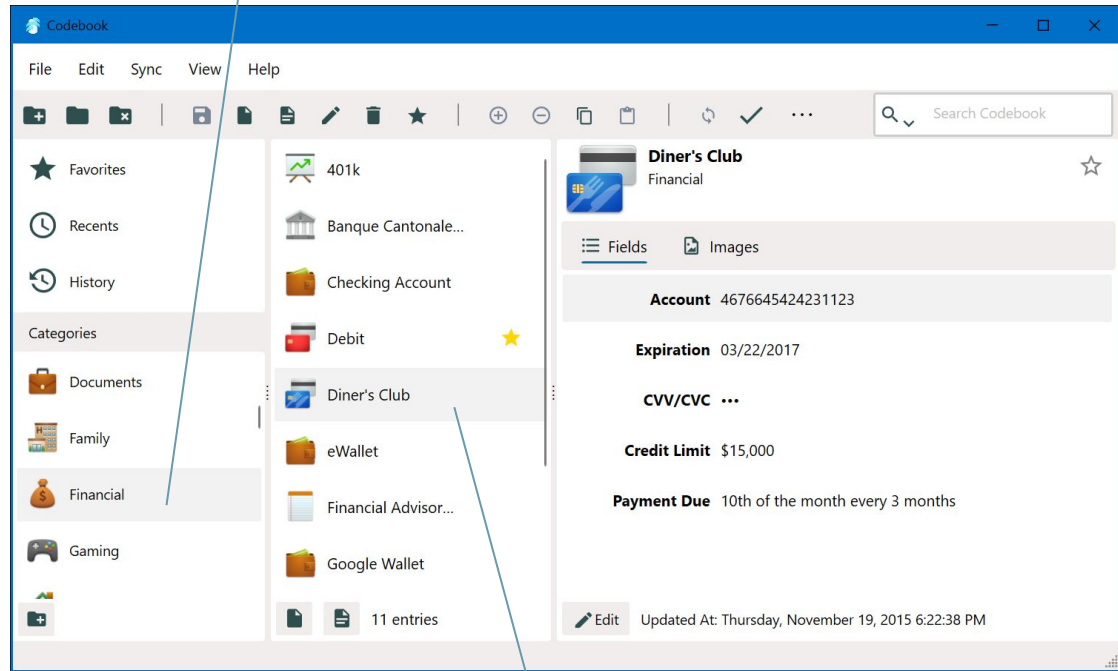 Codebook
File Edit Sync View Help
Search Codebook
Favorites
Recents
History
Categories
Documents
Family
Financial
Gaming
401k
Banque Cantonale...
Checking Account
Debit
Diner's Club
eWallet
Financial Advisor...
Google Wallet
11 entries
Diner's Club
Financial
Fields Images
Account 4676645424231123
Expiration 03/22/2017
CVV/CVC •••
Credit Limit $15,000
Payment Due 10th of the month every 3 months
Edit Updated At: Thursday, November 19, 2015 6:22:38 PM